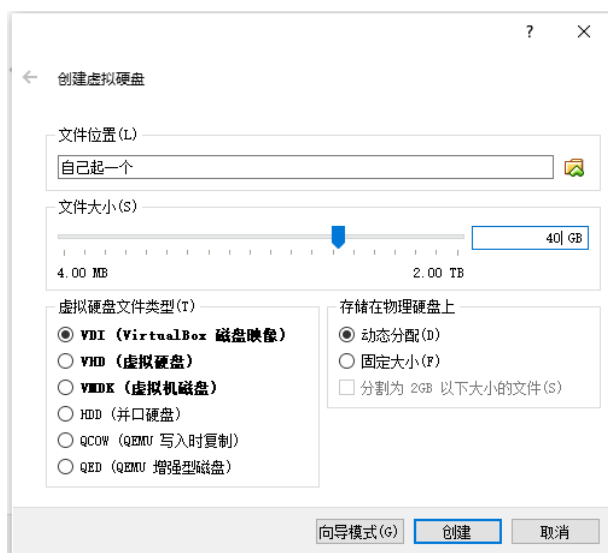 ?
创建虚拟硬盘
文件位置(L)
自己起一个
文件大小(S)
40 GB
4.00 MB
2.00 TB
虚拟硬盘文件类型(T)
VDI (VirtualBox 磁盘映像)
VHD (虚拟硬盘)
VMDK (虚拟机磁盘)
HDD (并口硬盘)
QCOW (QEMU 写入时复制)
QED (QEMU 增强型磁盘)
存储在物理硬盘上
动态分配(D)
固定大小(F)
分割为 2GB 以下大小的文件(S)
向导模式(G)
创建
取消